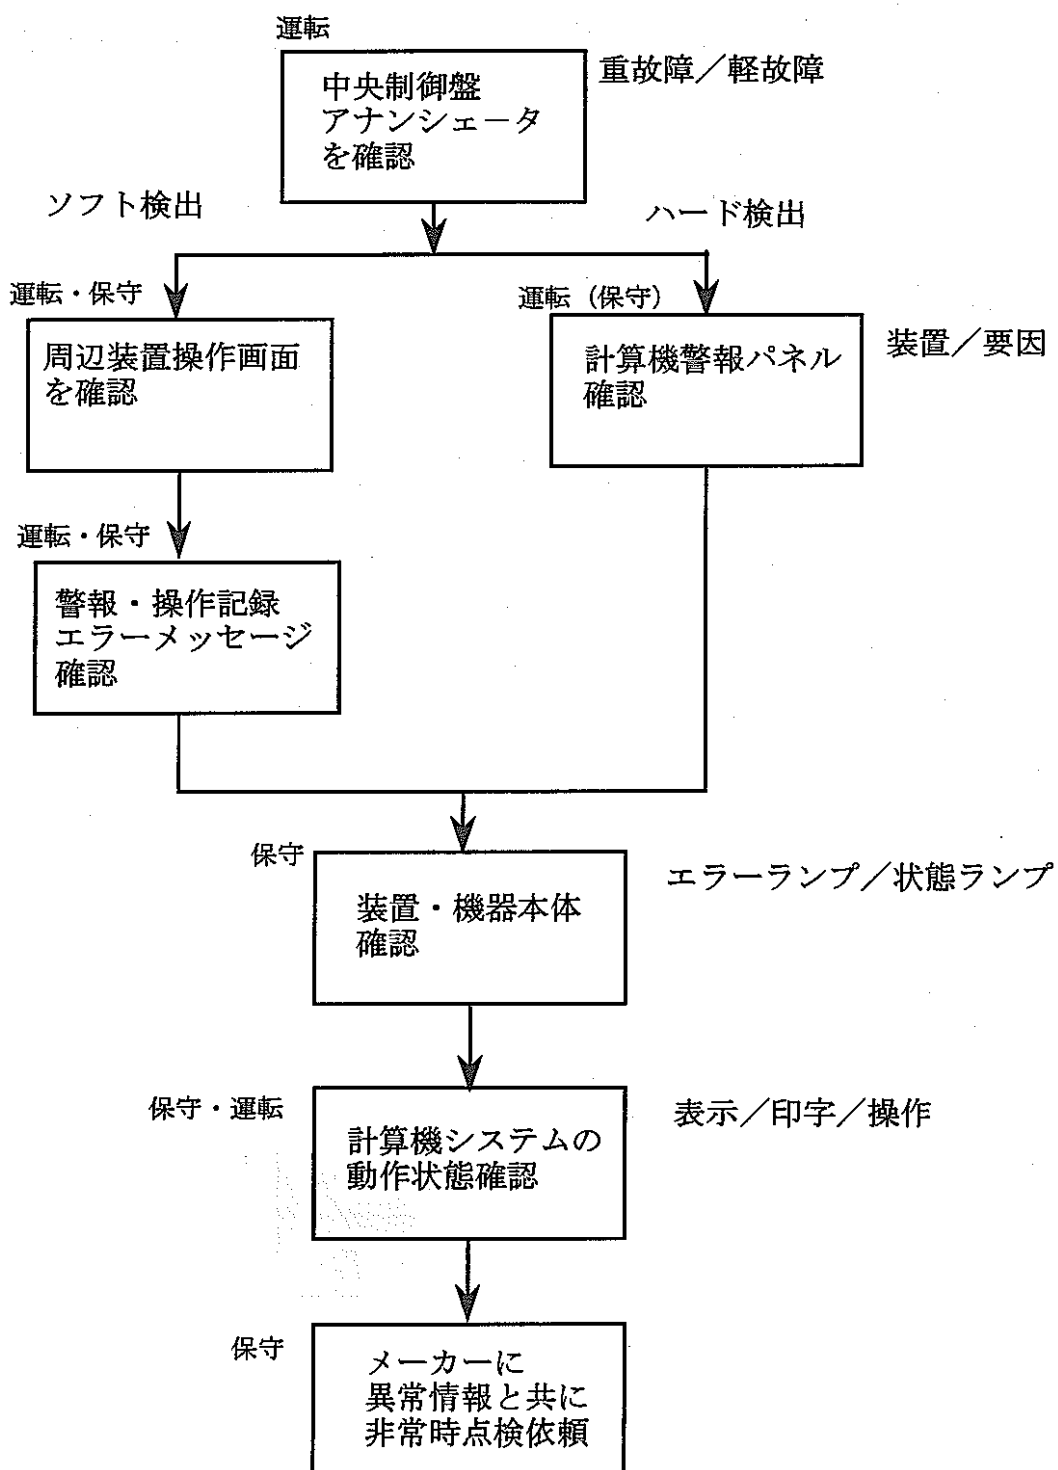 運転
重故障／軽故障
中央制御盤
アナンシェータ
を確認
ソフト検出
ハード検出
運転・保守
運転（保守）
周辺装置操作画面
を確認
計算機警報パネル
確認
装置／要因
運転・保守
警報・操作記録
エラーメッセージ
確認
保守
エラーランプ／状態ランプ
装置・機器本体
確認
保守・運転
表示／印字／操作
計算機システムの
動作状態確認
保守
メーカーに
異常情報と共に
非常時点検依頼